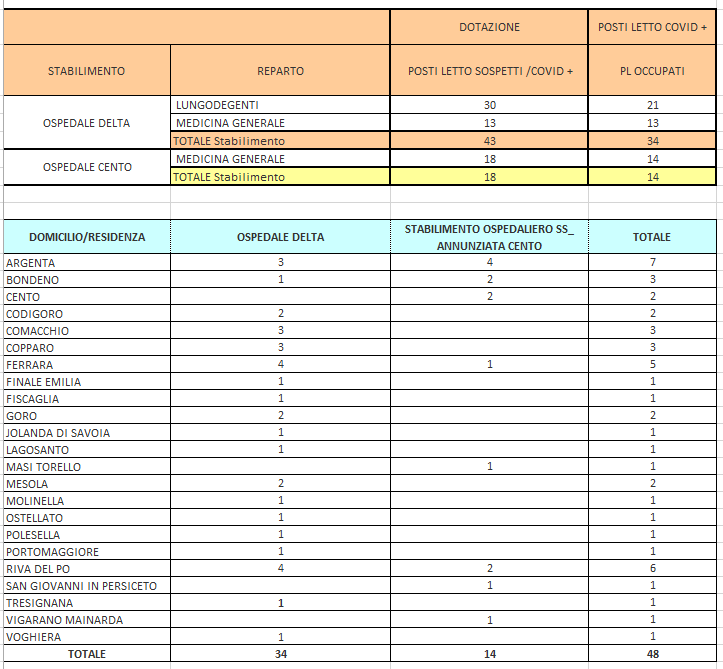 DOTAZIONE POSTI LETTO COVID +
STABILIMENTO REPARTO POSTI LETTO SOSPETTI /COVID + PL OCCUPATI
OSPEDALE DELTA
LUNGODEGENTI 30 21
MEDICINA GENERALE 13 13
TOTALE Stabilimento 43 34
OSPEDALE CENTO
MEDICINA GENERALE 18 14
TOTALE Stabilimento 18 14
DOMICILIO/RESIDENZA OSPEDALE DELTA STABILIMENTO OSPEDALIERO SS_
ANNUNZIATA CENTO TOTALE
ARGENTA 3 4 7
BONDENO 1 2 3
CENTO 2 2
CODIGORO 2 2
COMACCHIO 3 3
COPPARO 3 3
FERRARA 4 1 5
FINALE EMILIA 1 1
FISCAGLIA 1 1
GORO 2 2
JOLANDA DI SAVOIA 1 1
LAGOSANTO 1 1
MASI TORELLO 1 1
MESOLA 2 2
MOLINELLA 1 1
OSTELLATO 1 1
POLESELLA 1 1
PORTOMAGGIORE 1 1
RIVA DEL PO 4 2 6
SAN GIOVANNI IN PERSICETO 1 1
TRESIGNANA 1 1
VIGARANO MAINARDA 1 1
VOGHIERA 1 1
TOTALE 34 14 48